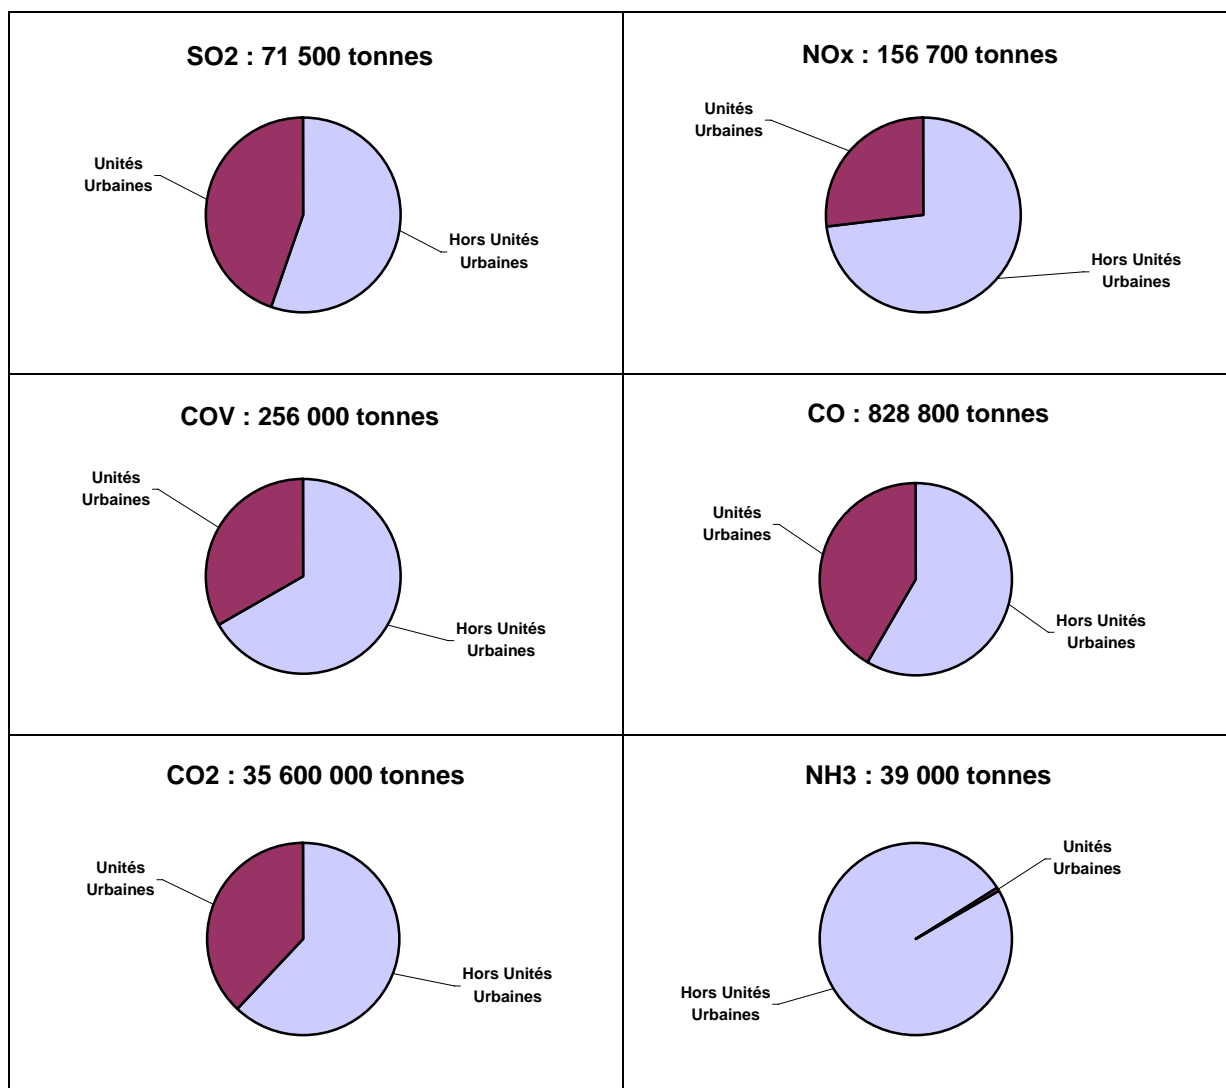 SO2 : 71 500 tonnes
Unités
Urbaines
Hors Unités
Urbaines
NOx : 156 700 tonnes
Unités
Urbaines
Hors Unités
Urbaines
COV : 256 000 tonnes
Unités
Urbaines
Hors Unités
Urbaines
CO : 828 800 tonnes
Unités
Urbaines
Hors Unités
Urbaines
CO2 : 35 600 000 tonnes
Unités
Urbaines
Hors Unités
Urbaines
NH3 : 39 000 tonnes
Unités
Urbaines
Hors Unités
Urbaines